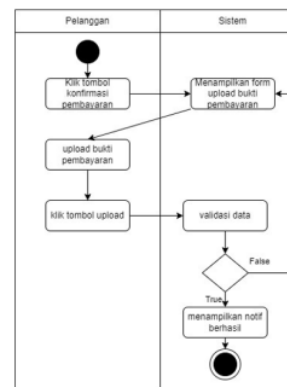 Pelanggan
Sistem
Klik tombol
konfirmasi
pembayaran
Menampilkan form
upload bukti
pembayaran
upload bukti
pembayaran
klik tombol upload
validasi data
False
True
menampilkan notif
berhasil